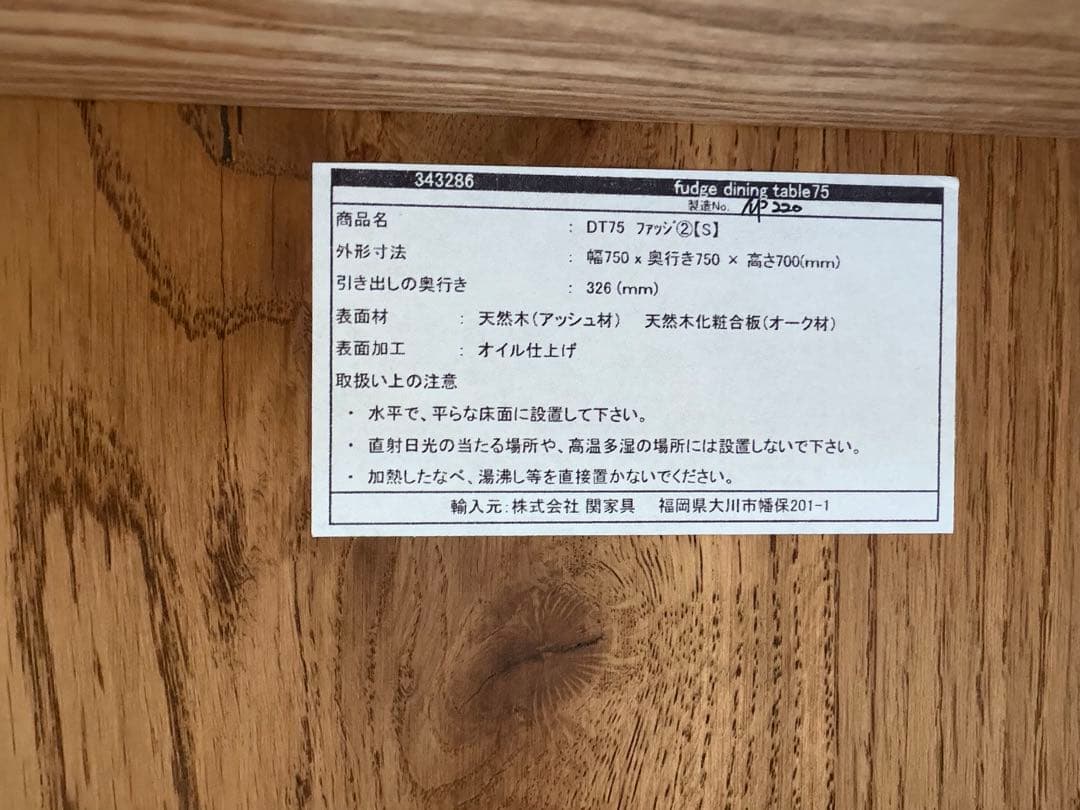 343286 fudge dining table75
製造No. NP 220
商品名 : DT75 ファッジ②【S】
外形寸法 : 幅750 x 奥行き750 × 高さ700(mm)
引き出しの奥行き : 326 (mm)
表面材 : 天然木(アッシュ材) 天然木化粧合板(オーク材)
表面加工 : オイル仕上げ
取扱い上の注意
・ 水平で、平らな床面に設置して下さい。
・ 直射日光の当たる場所や、高温多湿の場所には設置しないで下さい。
・ 加熱したなべ、湯沸し等を直接置かないでください。
輸入元:株式会社 関家具 福岡県大川市幡保201-1